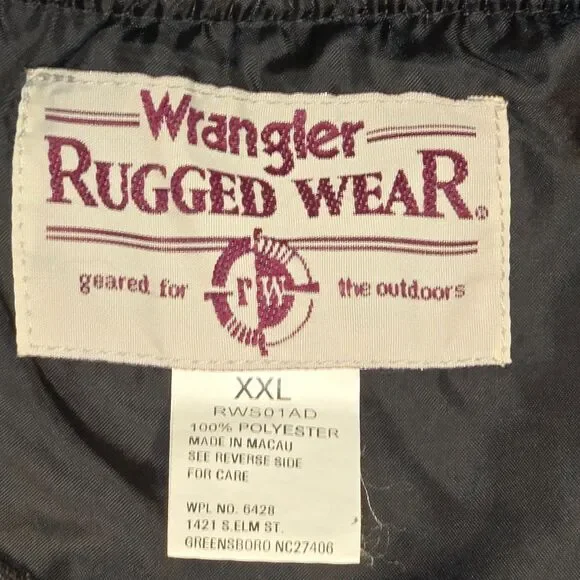 Wrangler
RUGGED WEAR®
geared for rw the outdoors
XXL
RWS01AD
100% POLYESTER
MADE IN MACAU
SEE REVERSE SIDE
FOR CARE
WPL NO. 6428
1421 S.ELM ST.
GREENSBORO NC27406